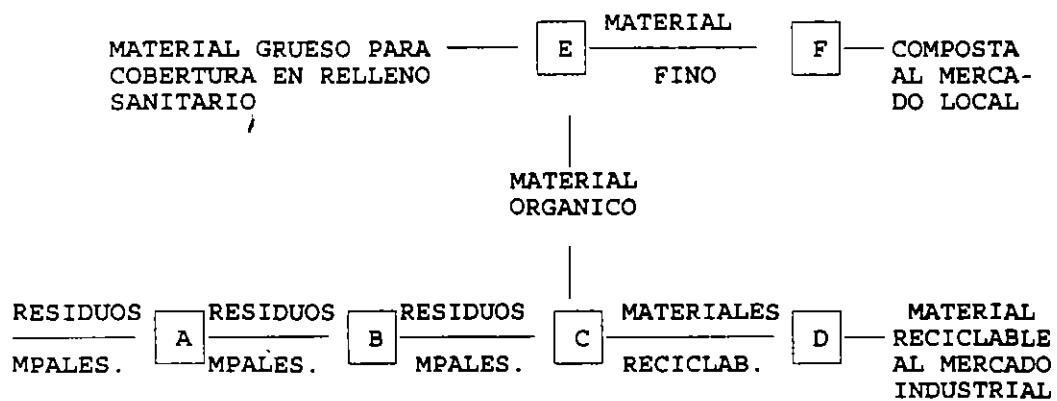 MATERIAL
MATERIAL GRUESO PARA E F COMPOSTA
COBERTURA EN RELLENO FINO AL MERCA-
SANITARIO DO LOCAL
MATERIAL
ORGANICO
RESIDUOS RESIDUOS RESIDUOS MATERIALES MATERIAL
A B C D RECICLABLE
MPALES. MPALES. MPALES. RECICLAB. AL MERCADO
INDUSTRIAL